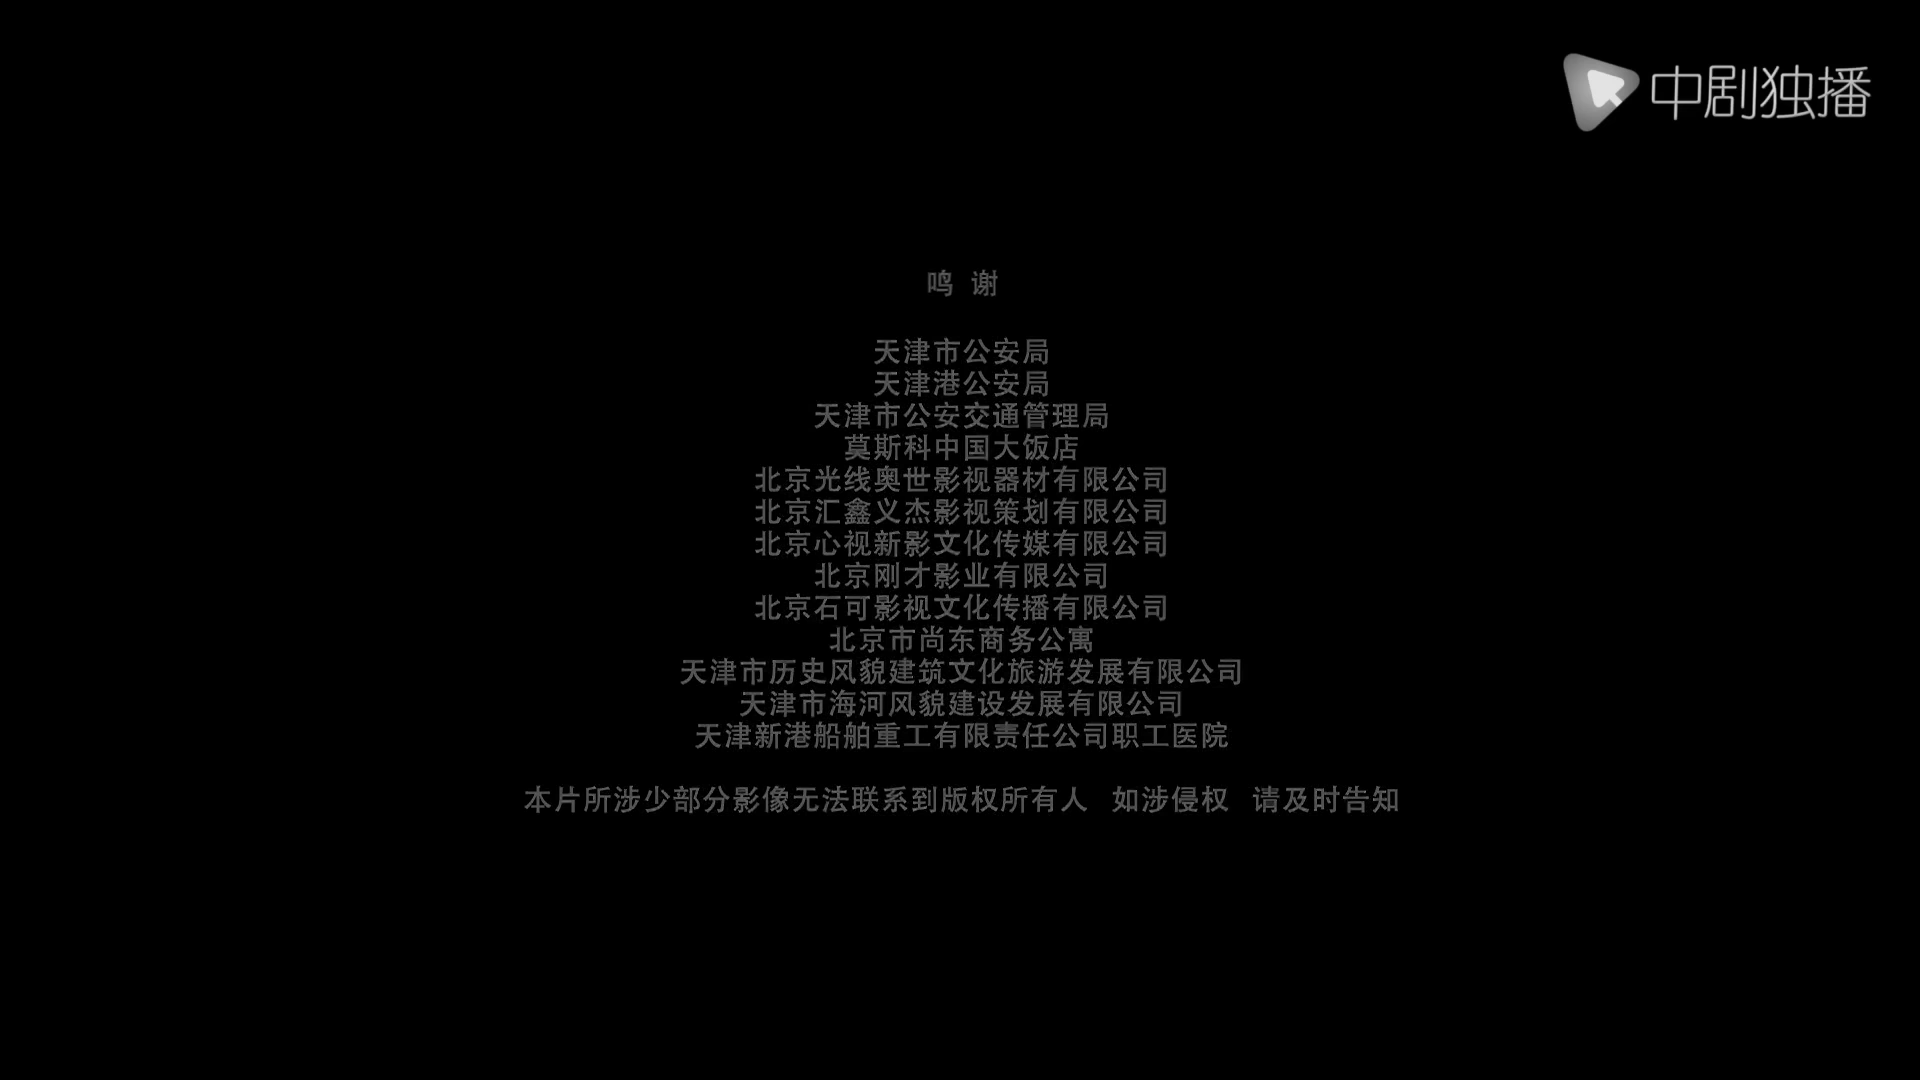 中剧独播
鸣 谢
天津市公安局
天津港公安局
天津市公安交通管理局
莫斯科中国大饭店
北京光线奥世影视器材有限公司
北京汇鑫义杰影视策划有限公司
北京心视新影文化传媒有限公司
北京刚才影业有限公司
北京石可影视文化传播有限公司
北京市尚东商务公寓
天津市历史风貌建筑文化旅游发展有限公司
天津市海河风貌建设发展有限公司
天津新港船舶重工有限责任公司职工医院
本片所涉少部分影像无法联系到版权所有人 如涉侵权 请及时告知